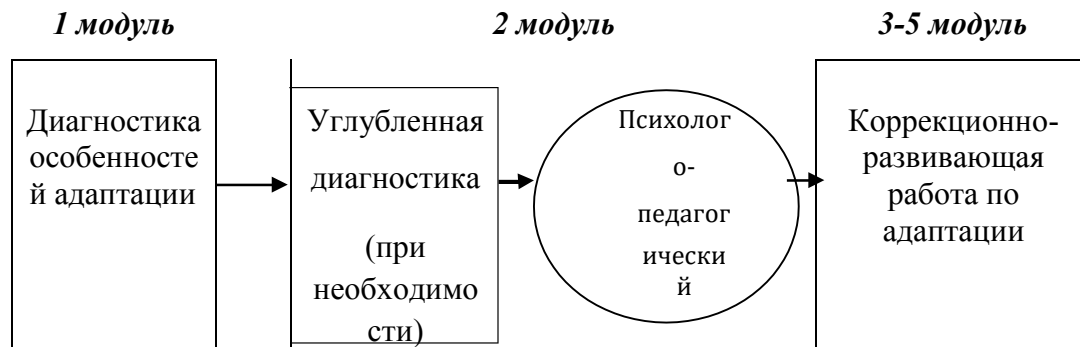 1 модуль
2 модуль
3-5 модуль
Диагностика
особенносте
й адаптации
Углубленная
диагностика
(при
необходимо
сти)
Психолог
о-
педагог
ически
й
Коррекционно-
развивающая
работа по
адаптации